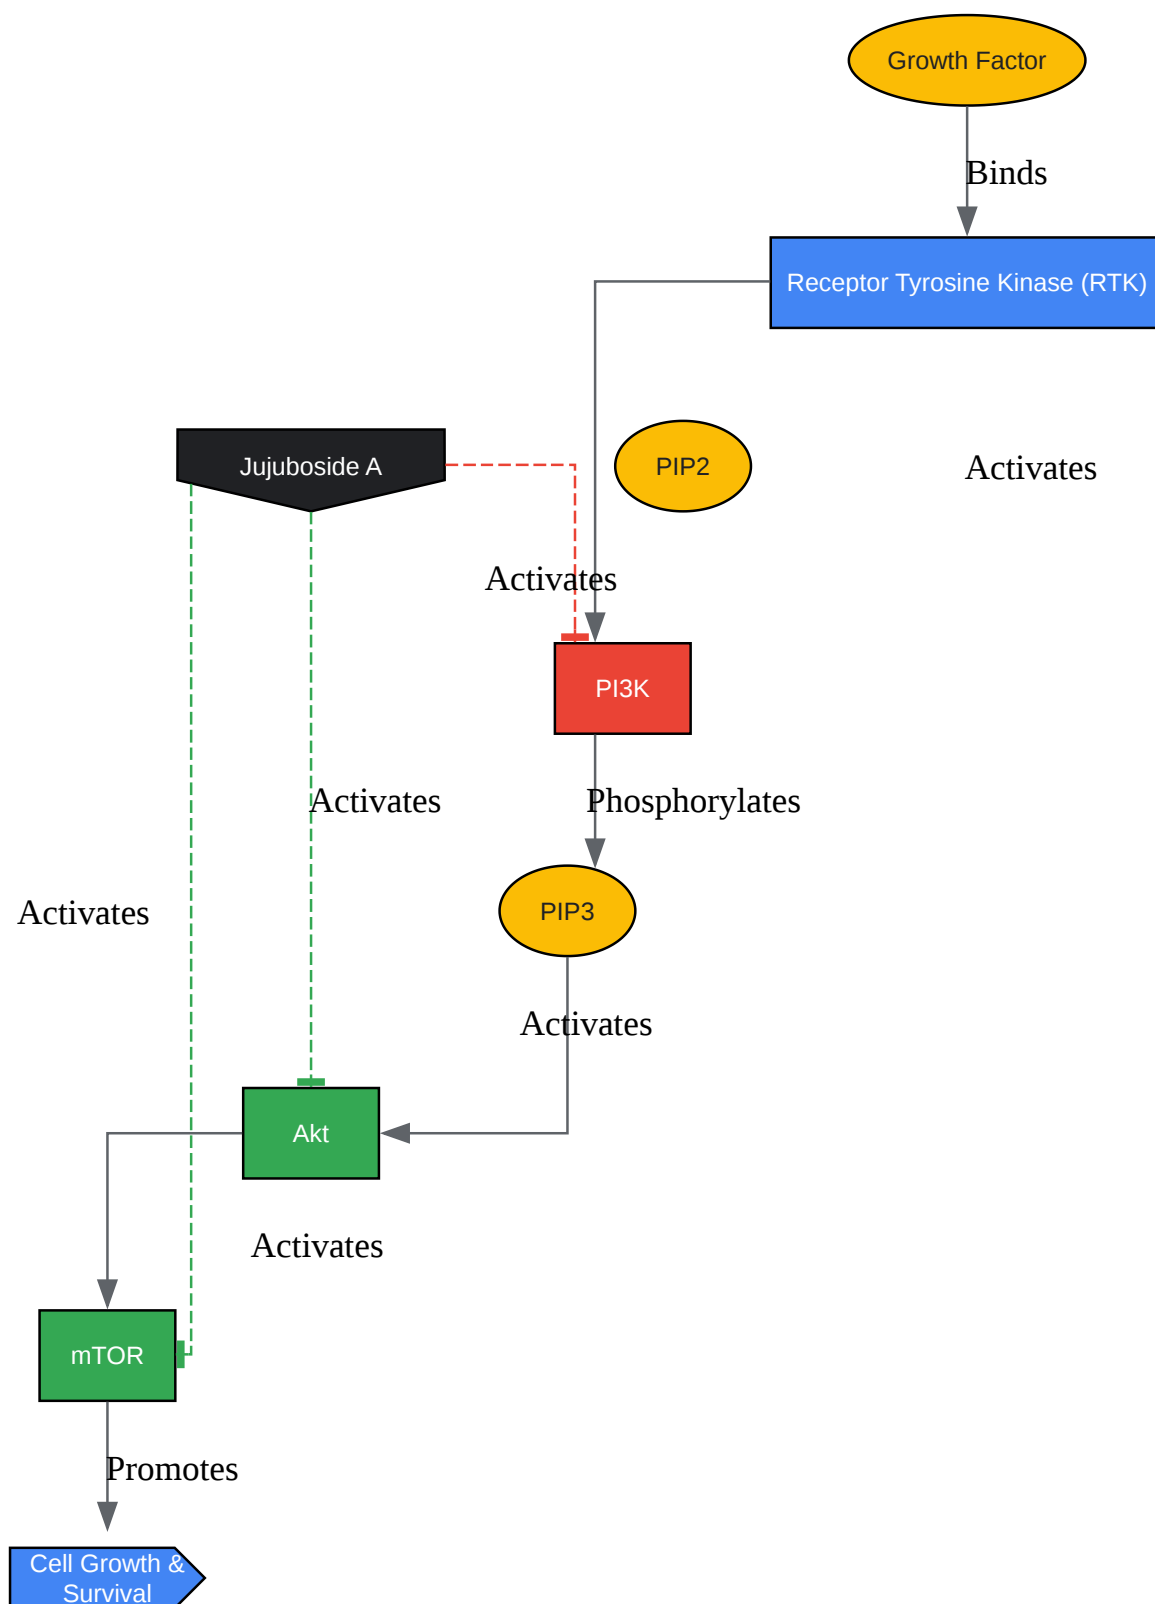 Growth Factor
Binds
Receptor Tyrosine Kinase (RTK)
Jujuboside A
PIP2
Activates
Activates
PI3K
Activates
Phosphorylates
Activates
PIP3
Activates
Akt
Activates
mTOR
Promotes
Cell Growth &
Survival